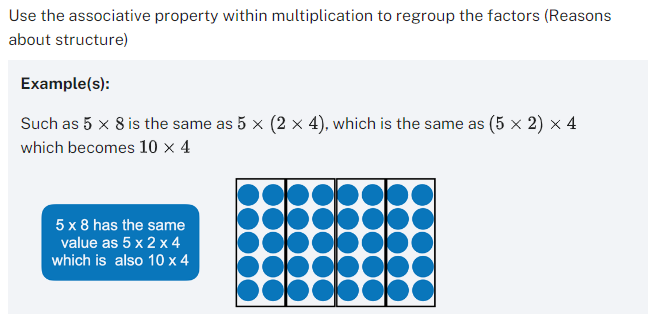 Use the associative property within multiplication to regroup the factors (Reasons
about structure)
Example(s):
Such as 5 × 8 is the same as 5 × (2 × 4), which is the same as (5 × 2) × 4
which becomes 10 × 4
5 x 8 has the same
value as 5 x 2 x 4
which is  also 10 x 4